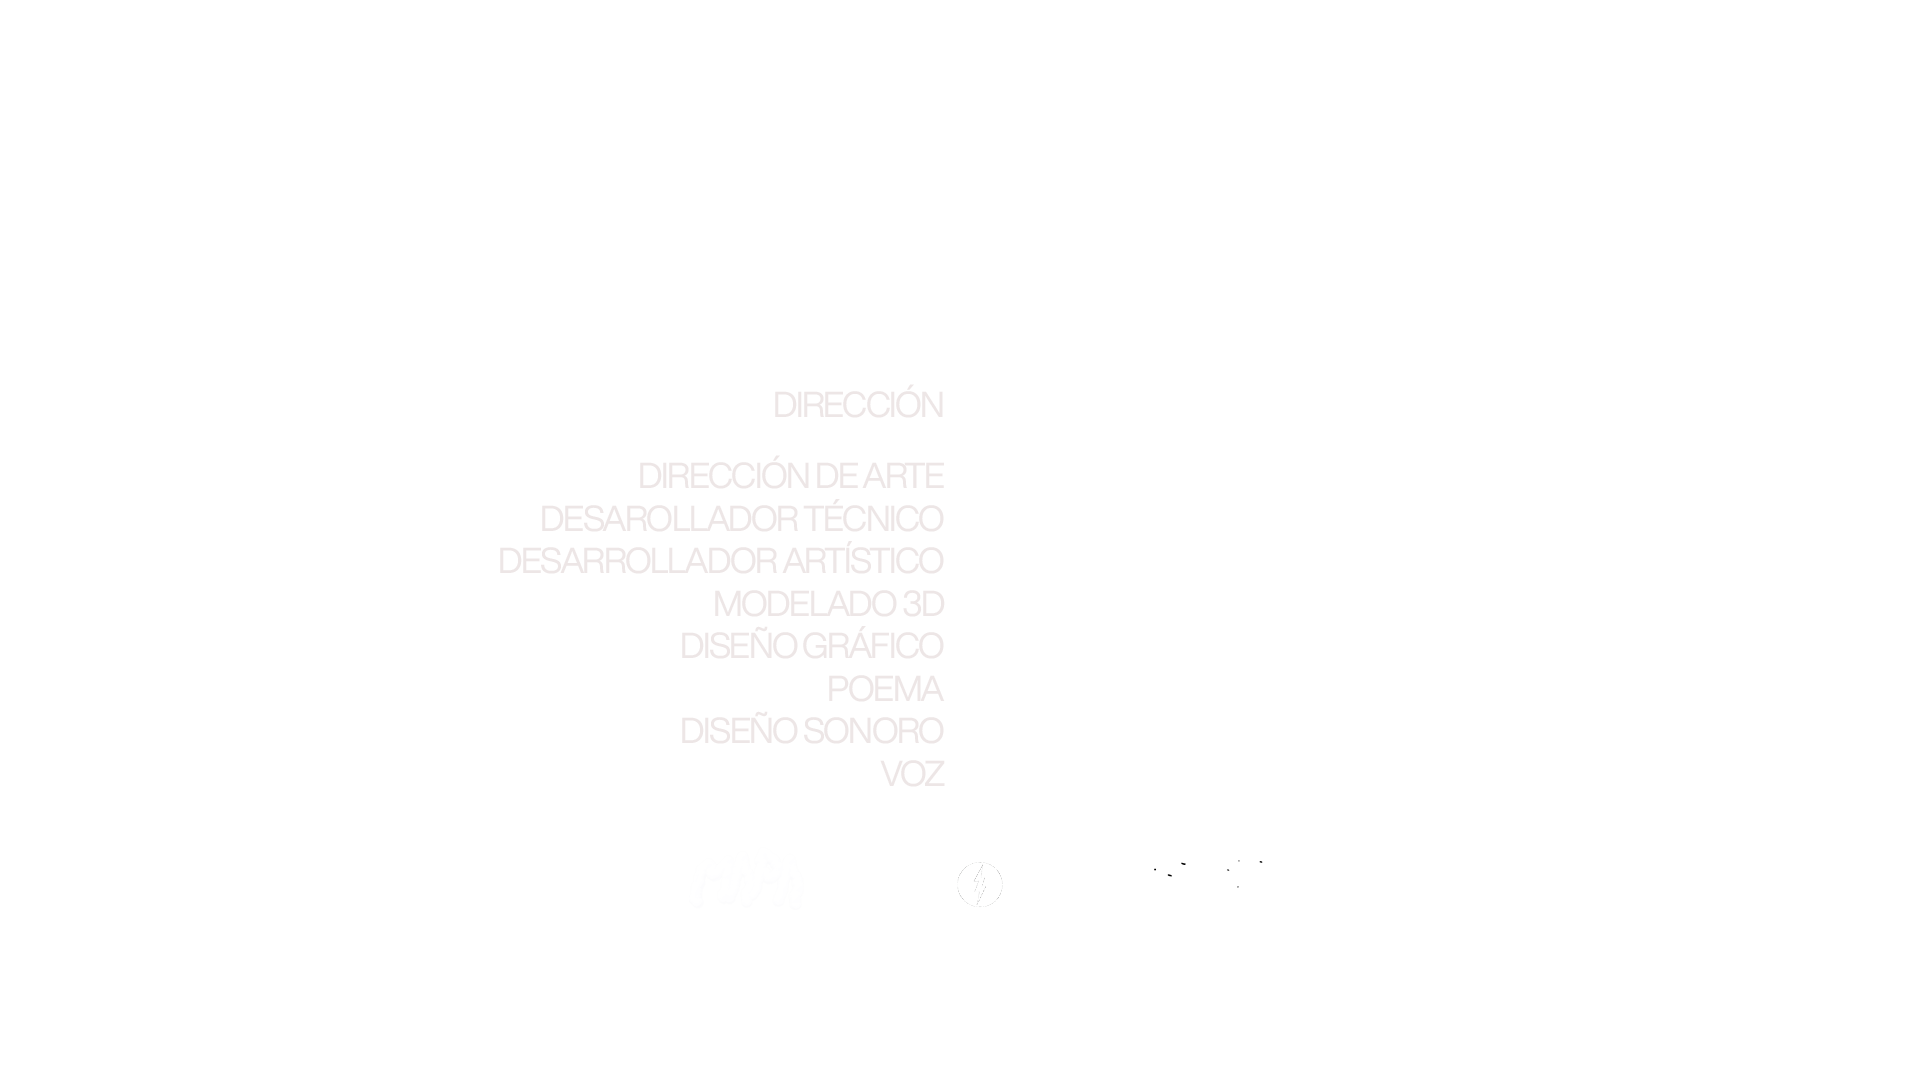 DIRECCIÓN
DIRECCIÓN DE ARTE
DESAROLLADOR TÉCNICO
DESARROLLADOR ARTÍSTICO
MODELADO 3D
DISEÑO GRÁFICO
POEMA
DISEÑO SONORO
VOZ